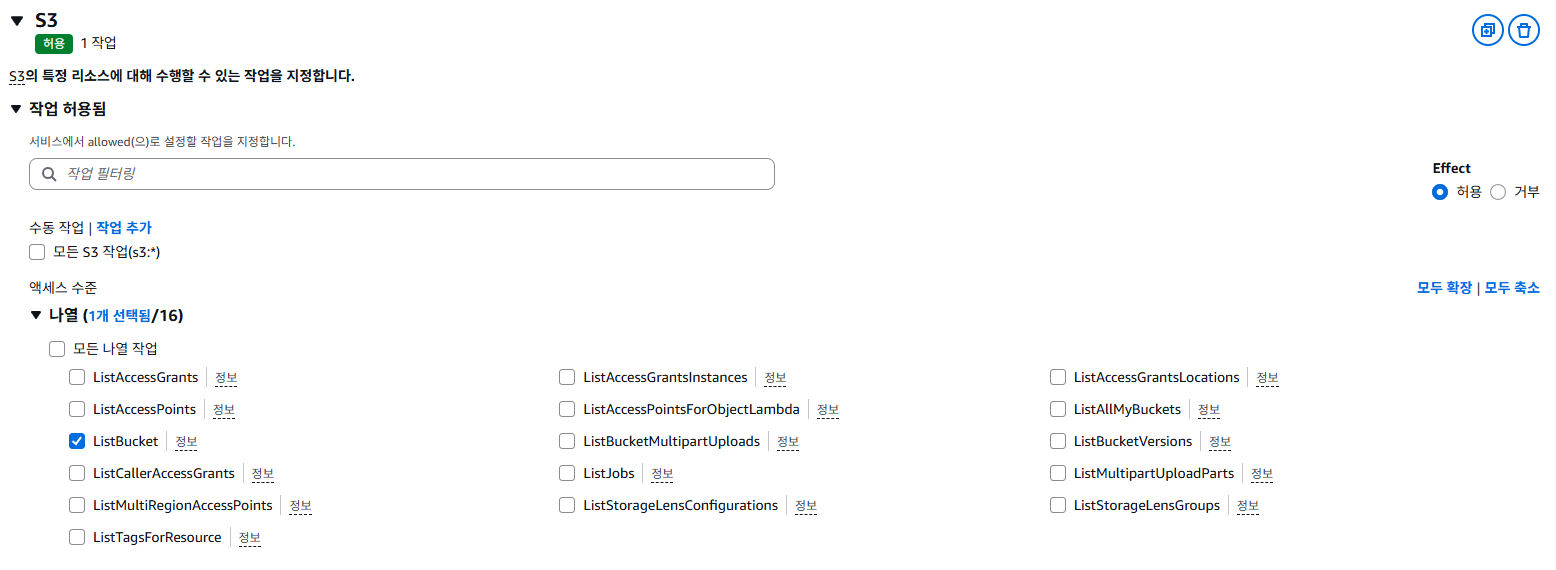 S3
허용 1 작업
S3의 특정 리소스에 대해 수행할 수 있는 작업을 지정합니다.
작업 허용됨
서비스에서 allowed(으)로 설정할 작업을 지정합니다.
작업 필터링
Effect
허용 거부
수동 작업 | 작업 추가
모든 S3 작업(s3:*)
액세스 수준 모두 확장 | 모두 축소
나열 (1개 선택됨/16)
모든 나열 작업
ListAccessGrants 정보 ListAccessGrantsInstances 정보 ListAccessGrantsLocations 정보
ListAccessPoints 정보 ListAccessPointsForObjectLambda 정보 ListAllMyBuckets 정보
ListBucket 정보 ListBucketMultipartUploads 정보 ListBucketVersions 정보
ListCallerAccessGrants 정보 ListJobs 정보 ListMultipartUploadParts 정보
ListMultiRegionAccessPoints 정보 ListStorageLensConfigurations 정보 ListStorageLensGroups 정보
ListTagsForResource 정보